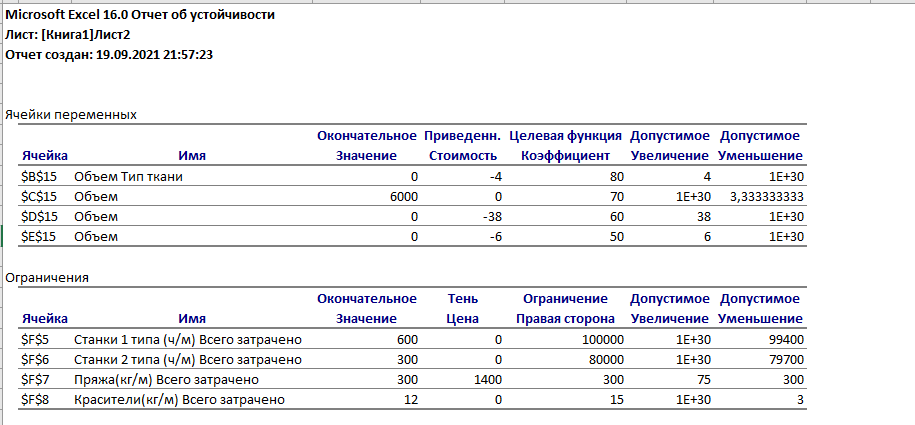 Microsoft Excel 16.0 Отчет об устойчивости
Лист: [Книга1]Лист2
Отчет создан: 19.09.2021 21:57:23
Ячейки переменных
Окончательное Приведенн. Целевая функция Допустимое Допустимое
Ячейка Имя Значение Стоимость Коэффициент Увеличение Уменьшение
$B$15 Объем Тип ткани 0 -4 80 4 1E+30
$C$15 Объем 6000 0 70 1E+30 3,333333333
$D$15 Объем 0 -38 60 38 1E+30
$E$15 Объем 0 -6 50 6 1E+30
Ограничения
Окончательное Тень Ограничение Допустимое Допустимое
Ячейка Имя Значение Цена Правая сторона Увеличение Уменьшение
$F$5 Станки 1 типа (ч/м) Всего затрачено 600 0 100000 1E+30 99400
$F$6 Станки 2 типа (ч/м) Всего затрачено 300 0 80000 1E+30 79700
$F$7 Пряжа(кг/м) Всего затрачено 300 1400 300 75 300
$F$8 Красители(кг/м) Всего затрачено 12 0 15 1E+30 3